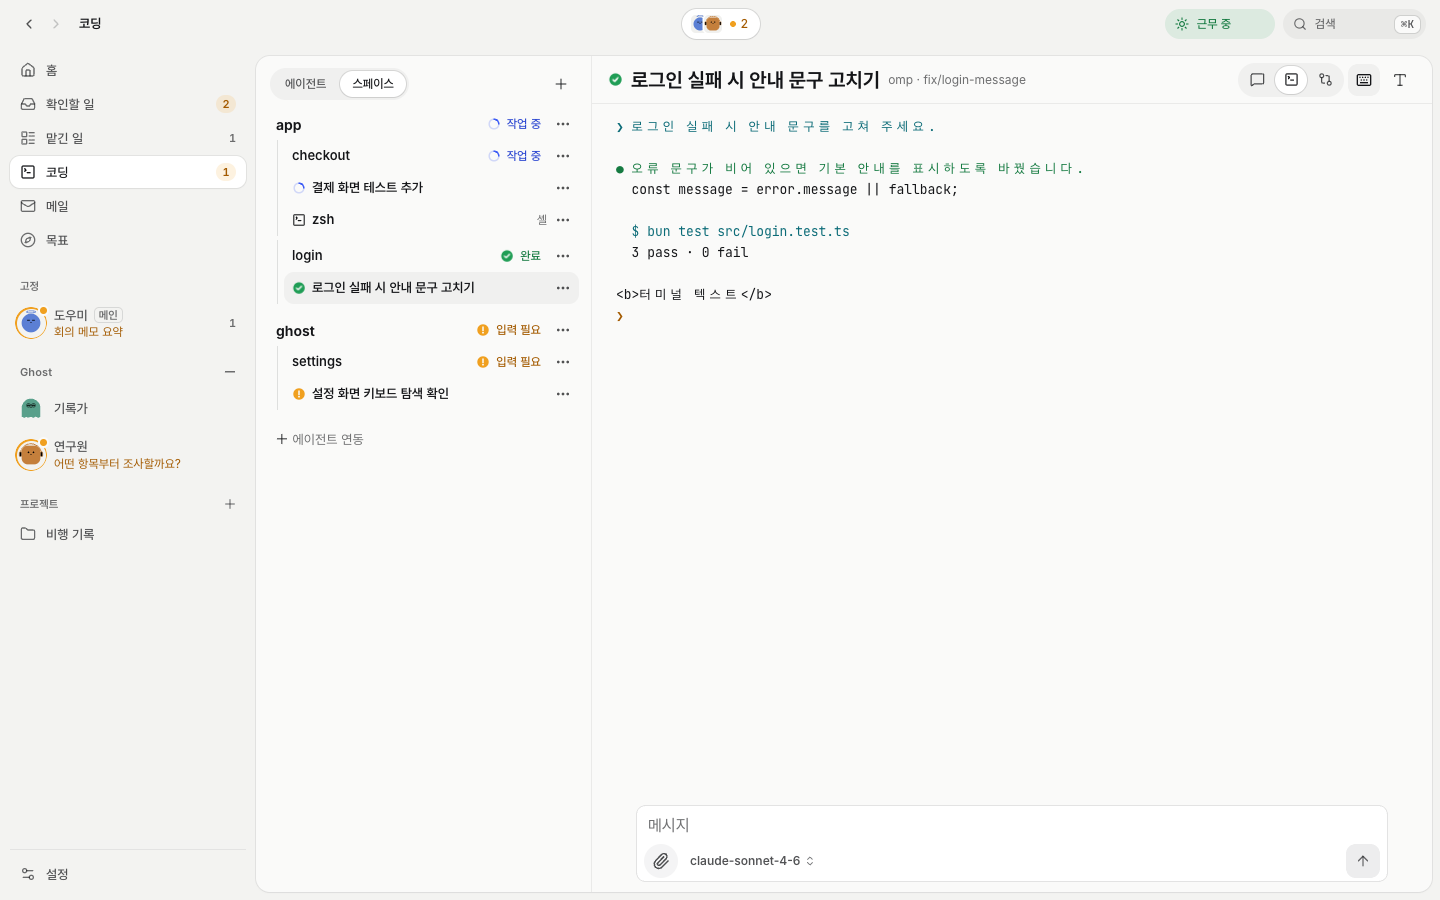 코딩
2
근무 중
검색
⌘K
홈
확인할 일
2
맡긴 일
1
코딩
1
메일
목표
고정
도우미
메인
회의 메모 요약
1
Ghost
기록가
연구원
어떤 항목부터 조사할까요?
프로젝트
비행 기록
설정
에이전트
스페이스
app
작업 중
checkout
작업 중
결제 화면 테스트 추가
zsh
셸
login
완료
로그인 실패 시 안내 문구 고치기
ghost
입력 필요
settings
입력 필요
설정 화면 키보드 탐색 확인
에이전트 연동
로그인 실패 시 안내 문구 고치기
omp · fix/login-message
❯ 로그인 실패 시 안내 문구를 고쳐 주세요.
● 오류 문구가 비어 있으면 기본 안내를 표시하도록 바꿨습니다.
const message = error.message || fallback;
$ bun test src/login.test.ts
3 pass · 0 fail
<b>터미널 텍스트</b>
❯
메시지
claude-sonnet-4-6